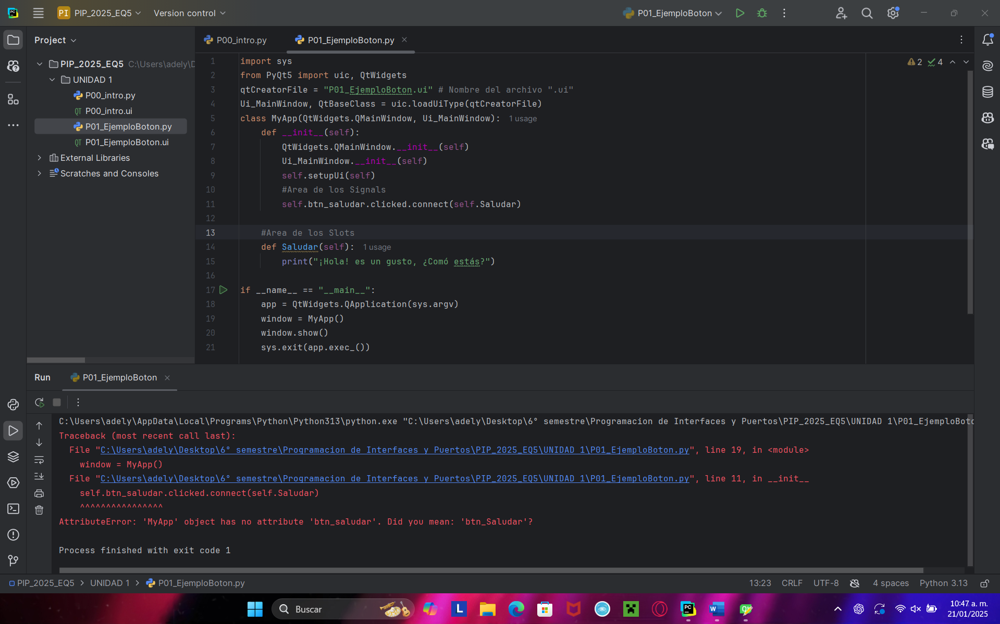 PI PIP_2025_EQ5 Version control P01_EjemploBoton
Project
PIP_2025_EQ5 C:\Users\adely\D
UNIDAD 1
P00_intro.py
P00_intro.ui
P01_EjemploBoton.py
P01_EjemploBoton.ui
External Libraries
Scratches and Consoles
P00_intro.py P01_EjemploBoton.py
2 4
1 import sys
2 from PyQt5 import uic, QtWidgets
3 qtCreatorFile = "P01_EjemploBoton.ui" # Nombre del archivo ".ui"
4 Ui_MainWindow, QtBaseClass = uic.loadUiType(qtCreatorFile)
5 class MyApp(QtWidgets.QMainWindow, Ui_MainWindow): 1 usage
6 def __init__(self):
7 QtWidgets.QMainWindow.__init__(self)
8 Ui_MainWindow.__init__(self)
9 self.setupUi(self)
10 #Area de los Signals
11 self.btn_saludar.clicked.connect(self.Saludar)
12
13 #Area de los Slots
14 def Saludar(self): 1 usage
15 print("¡Hola! es un gusto, ¿Comó estás?")
16
17 if __name__ == "__main__":
18 app = QtWidgets.QApplication(sys.argv)
19 window = MyApp()
20 window.show()
21 sys.exit(app.exec_())
Run P01_EjemploBoton
C:\Users\adely\AppData\Local\Programs\Python\Python313\python.exe "C:\Users\adely\Desktop\6° semestre\Programacion de Interfaces y Puertos\PIP_2025_EQ5\UNIDAD 1\P01_EjemploBoto
Traceback (most recent call last):
File "C:\Users\adely\Desktop\6° semestre\Programacion de Interfaces y Puertos\PIP_2025_EQ5\UNIDAD 1\P01_EjemploBoton.py", line 19, in <module>
window = MyApp()
File "C:\Users\adely\Desktop\6° semestre\Programacion de Interfaces y Puertos\PIP_2025_EQ5\UNIDAD 1\P01_EjemploBoton.py", line 11, in __init__
self.btn_saludar.clicked.connect(self.Saludar)
^^^^^^^^^^^^^^^^
AttributeError: 'MyApp' object has no attribute 'btn_saludar'. Did you mean: 'btn_Saludar'?
Process finished with exit code 1
PIP_2025_EQ5 > UNIDAD 1 > P01_EjemploBoton.py 13:23 CRLF UTF-8 4 spaces Python 3.13
Buscar
10:47 a. m.
21/01/2025